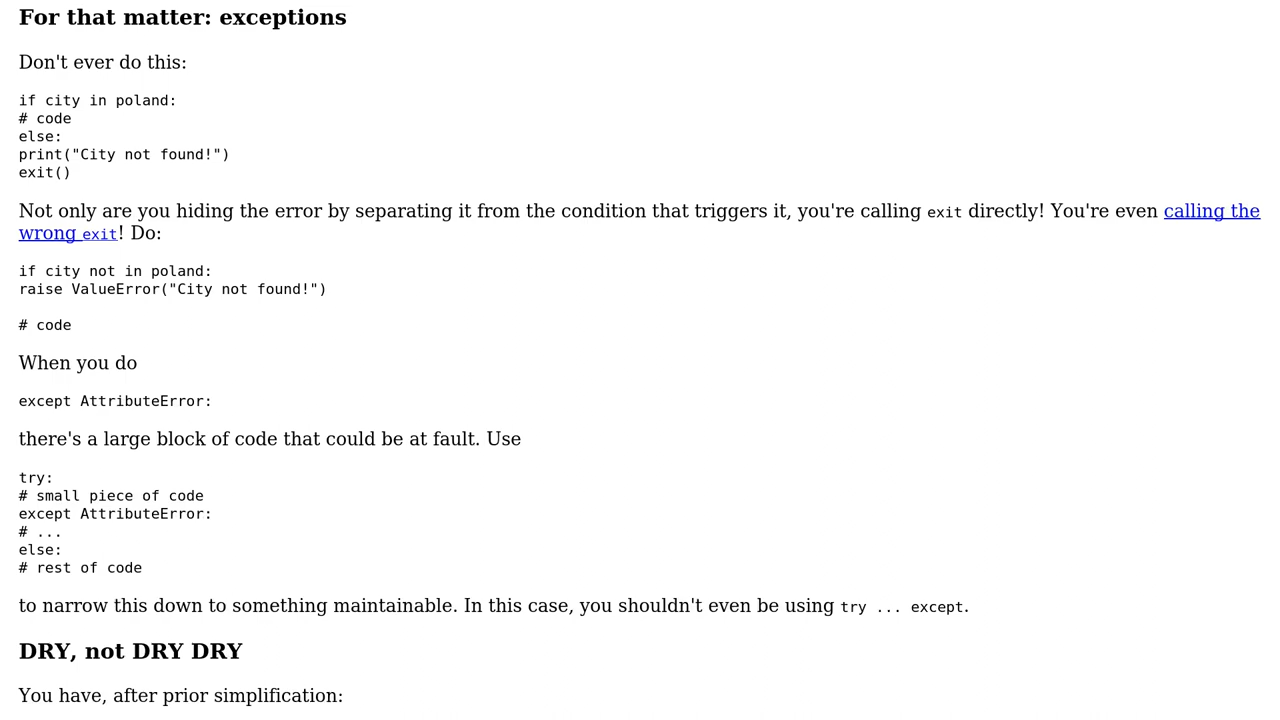 For that matter: exceptions
Don't ever do this:
if city in poland:
# code
else:
print("City not found!")
exit()
Not only are you hiding the error by separating it from the condition that triggers it, you're calling exit directly! You're even calling the
wrong exit! Do:
if city not in poland:
raise ValueError("City not found!")
# code
When you do
except AttributeError:
there's a large block of code that could be at fault. Use
try:
# small piece of code
except AttributeError:
# ...
else:
# rest of code
to narrow this down to something maintainable. In this case, you shouldn't even be using try ... except.
DRY, not DRY DRY
You have, after prior simplification: